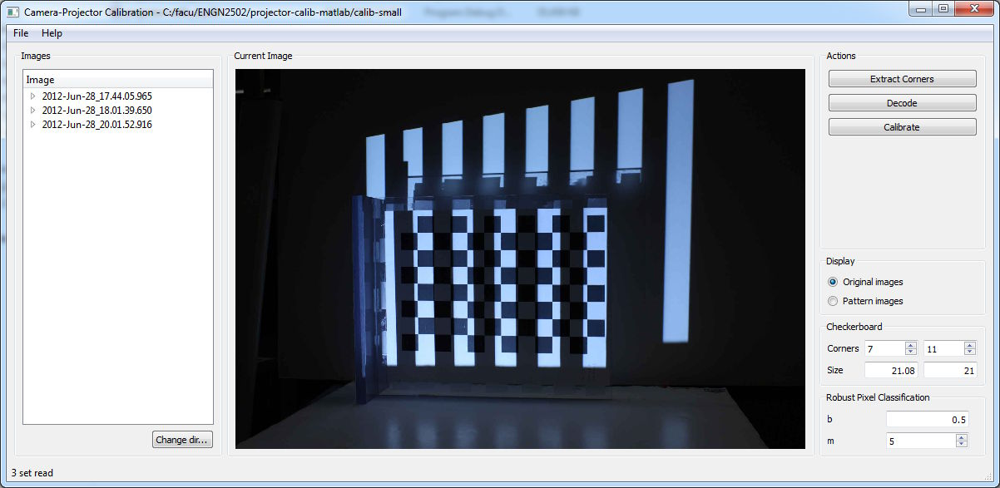 Camera-Projector Calibration - C:/facu/ENGN2502/projector-calib-matlab/calib-small
File Help
Images
Image
2012-Jun-28_17.44.05.965
2012-Jun-28_18.01.39.650
2012-Jun-28_20.01.52.916
Change dir...
Current Image
Actions
Extract Corners
Decode
Calibrate
Display
Original images
Pattern images
Checkerboard
Corners 7 11
Size 21.08 21
Robust Pixel Classification
b 0.5
m 5
3 set read